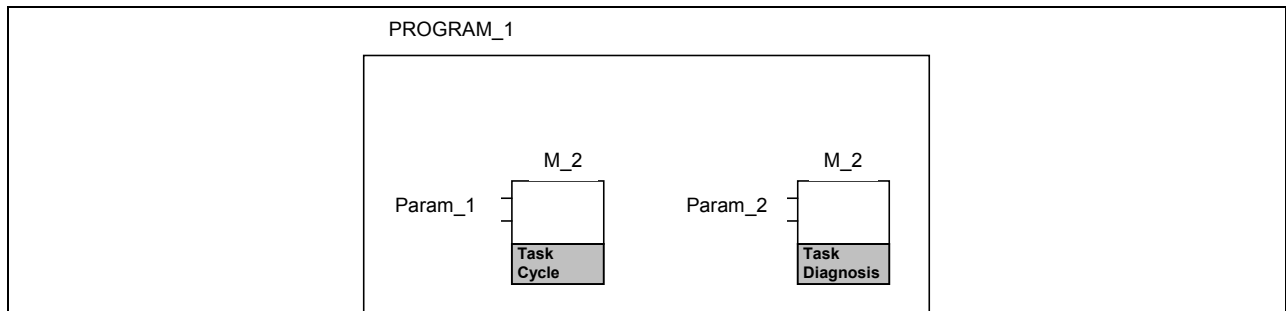 PROGRAM_1
M_2 M_2
Param_1 Param_2
Task Task
Cycle Diagnosis